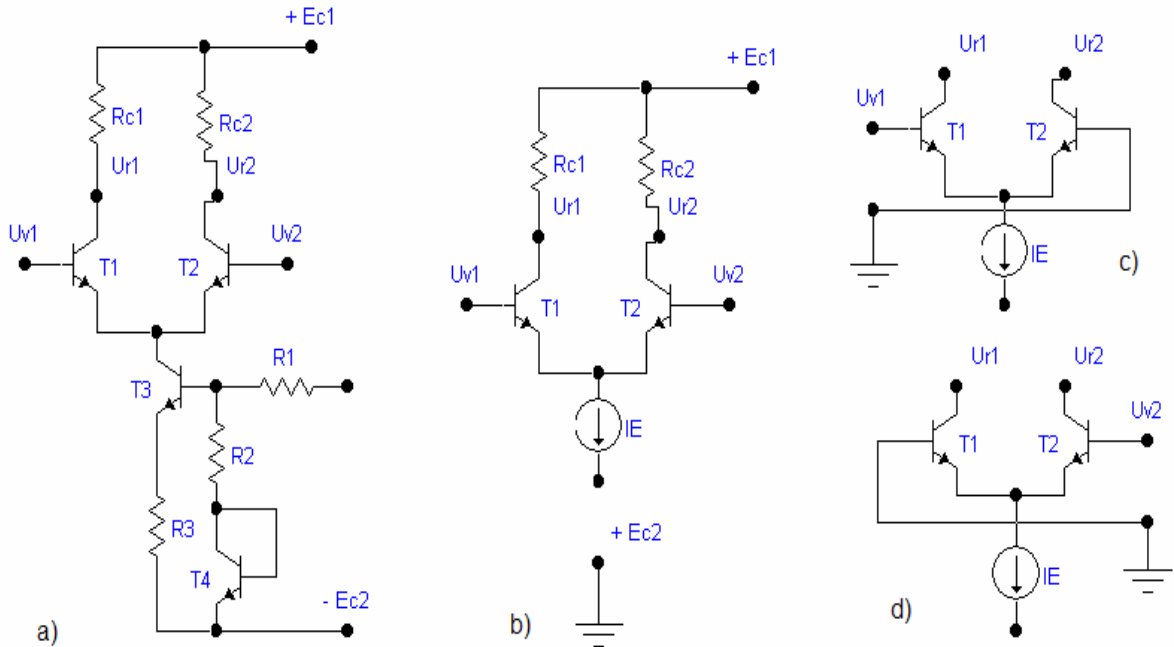 + Ec1
Rc1
Rc2
Ur1
Ur2
Uv1
Uv2
T1
T2
R1
T3
R2
R3
T4
- Ec2
a)
+ Ec1
Rc1
Rc2
Ur1
Ur2
Uv1
Uv2
T1
T2
IE
+ Ec2
b)
Ur1
Ur2
Uv1
T1
T2
IE
c)
Ur1
Ur2
Uv2
T1
T2
IE
d)